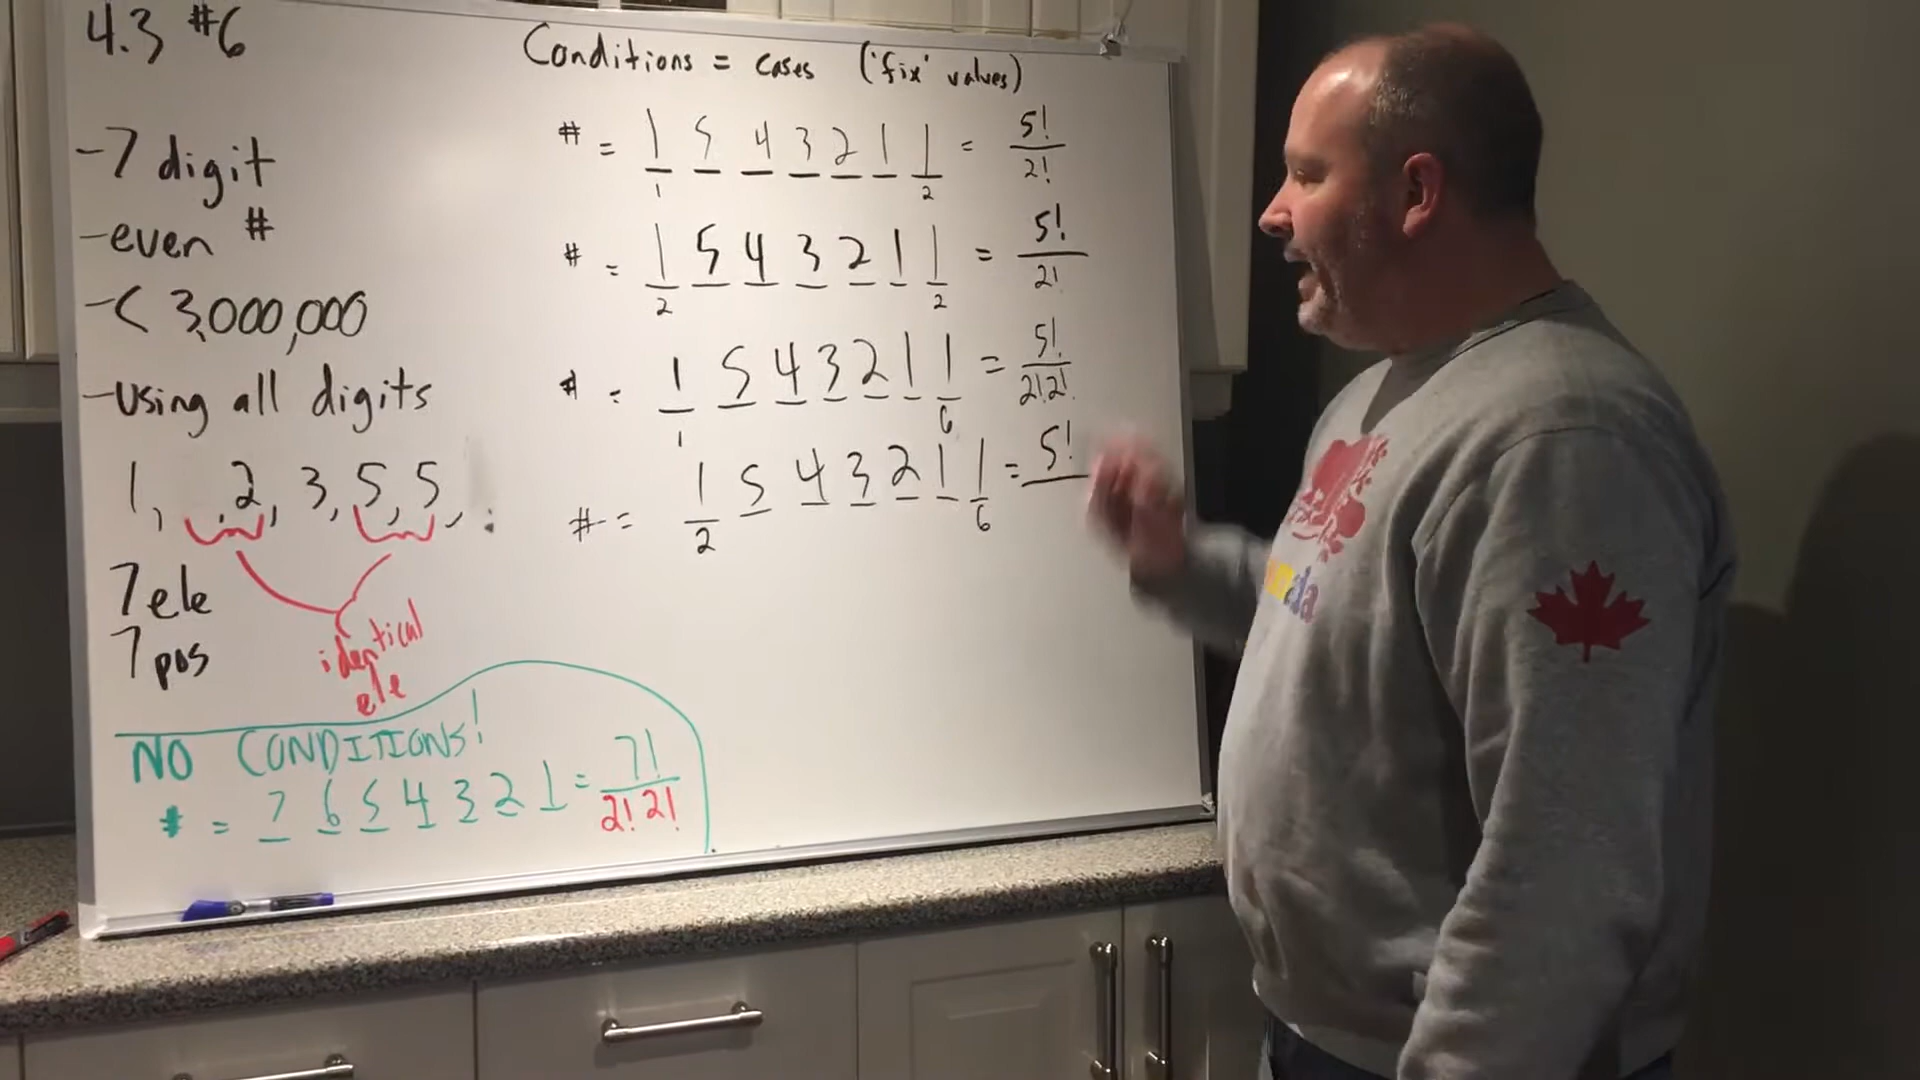 4.3 #6
-7 digit
-even #
-< 3,000,000
-using all digits
1, ,2, 3, 5, 5,
7 ele
7 pos
identical
ele
NO CONDITIONS!
# = 7 6 5 4 3 2 1 = 7!
2! 2!
Conditions = cases ('fix' values)
# = 1 5 4 3 2 1 1 = 5!
1 2 2!
# = 1 5 4 3 2 1 1 = 5!
2 2 2!
# = 1 5 4 3 2 1 1 = 5!
1 6 2!2!
# = 1 5 4 3 2 1 1 = 5!
2 6